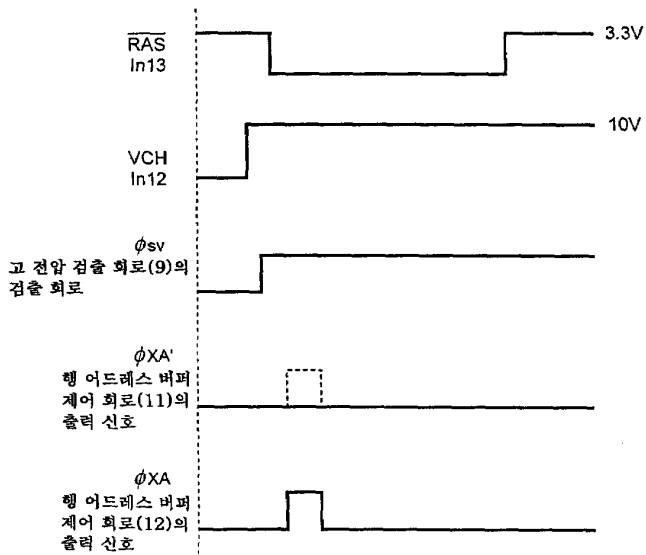 RAS
In13
3.3V
VCH
In12
10V
ϕsv
고 전압 검출 회로(9)의
검출 회로
ϕXA'
행 어드레스 버퍼
제어 회로(11)의
출력 신호
ϕXA
행 어드레스 버퍼
제어 회로(12)의
출력 신호